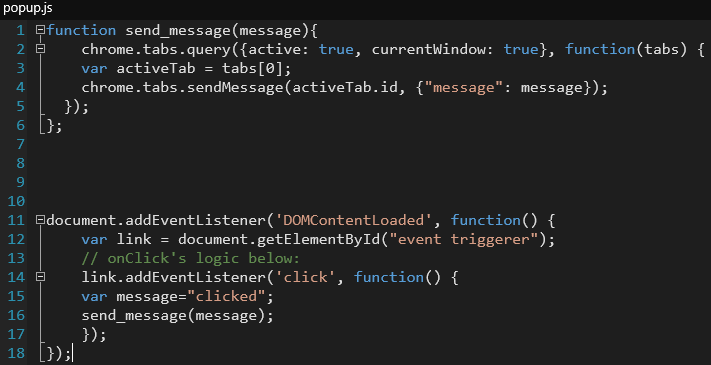 popup.js
1 function send_message(message){
2 chrome.tabs.query({active: true, currentWindow: true}, function(tabs) {
3 var activeTab = tabs[0];
4 chrome.tabs.sendMessage(activeTab.id, {"message": message});
5 });
6 };
7
8
9
10
11 document.addEventListener('DOMContentLoaded', function() {
12 var link = document.getElementById("event triggerer");
13 // onClick's logic below:
14 link.addEventListener('click', function() {
15 var message="clicked";
16 send_message(message);
17 });
18 });